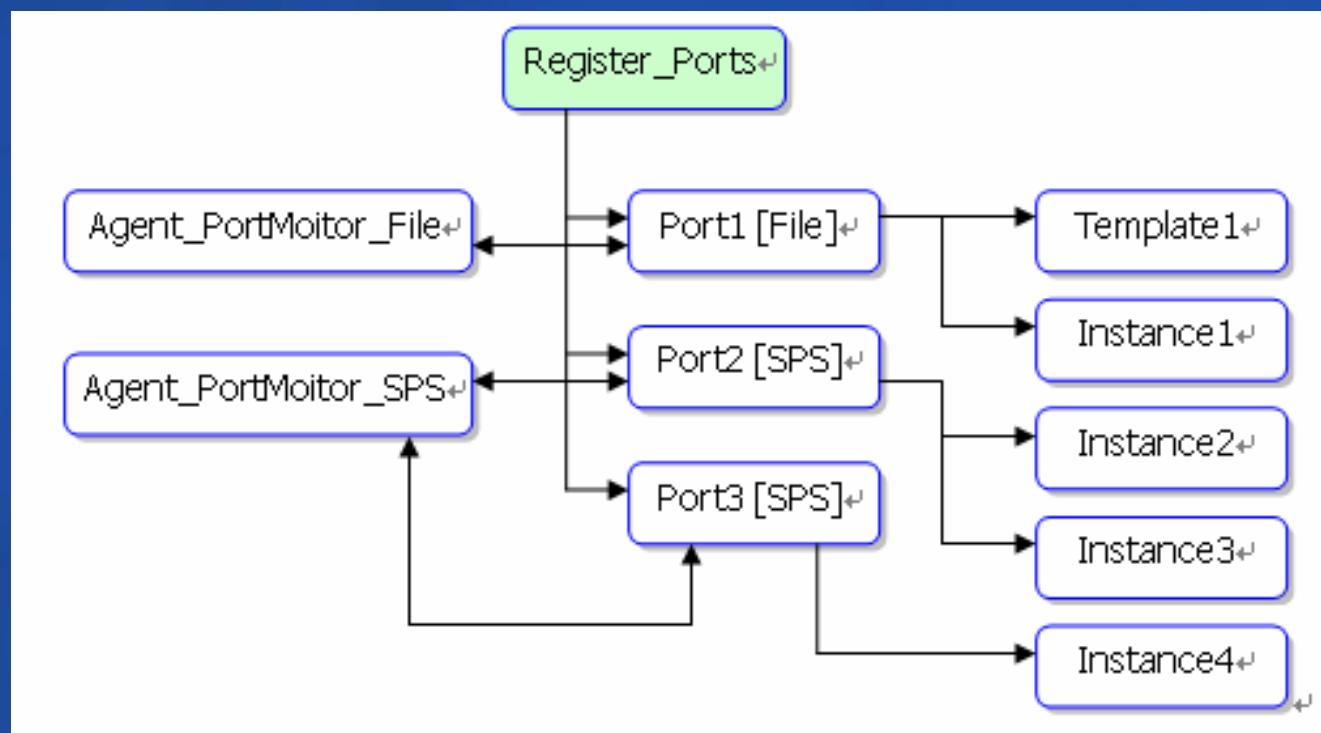 Register_Ports
Agent_PortMoitor_File
Port1 [File]
Template1
Instance1
Agent_PortMoitor_SPS
Port2 [SPS]
Instance2
Port3 [SPS]
Instance3
Instance4